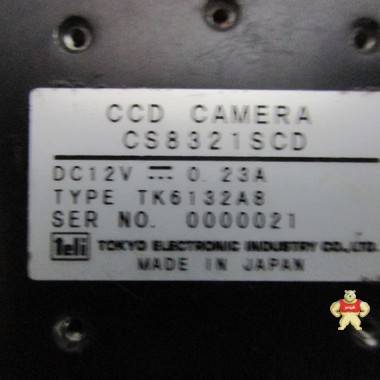 CCD CAMERA
CS8321SCD
DC12V ⎓ 0.23A
TYPE TK6132A8
SER NO. 0000021
Teli TOKYO ELECTRONIC INDUSTRY CO.,LTD.
MADE IN JAPAN